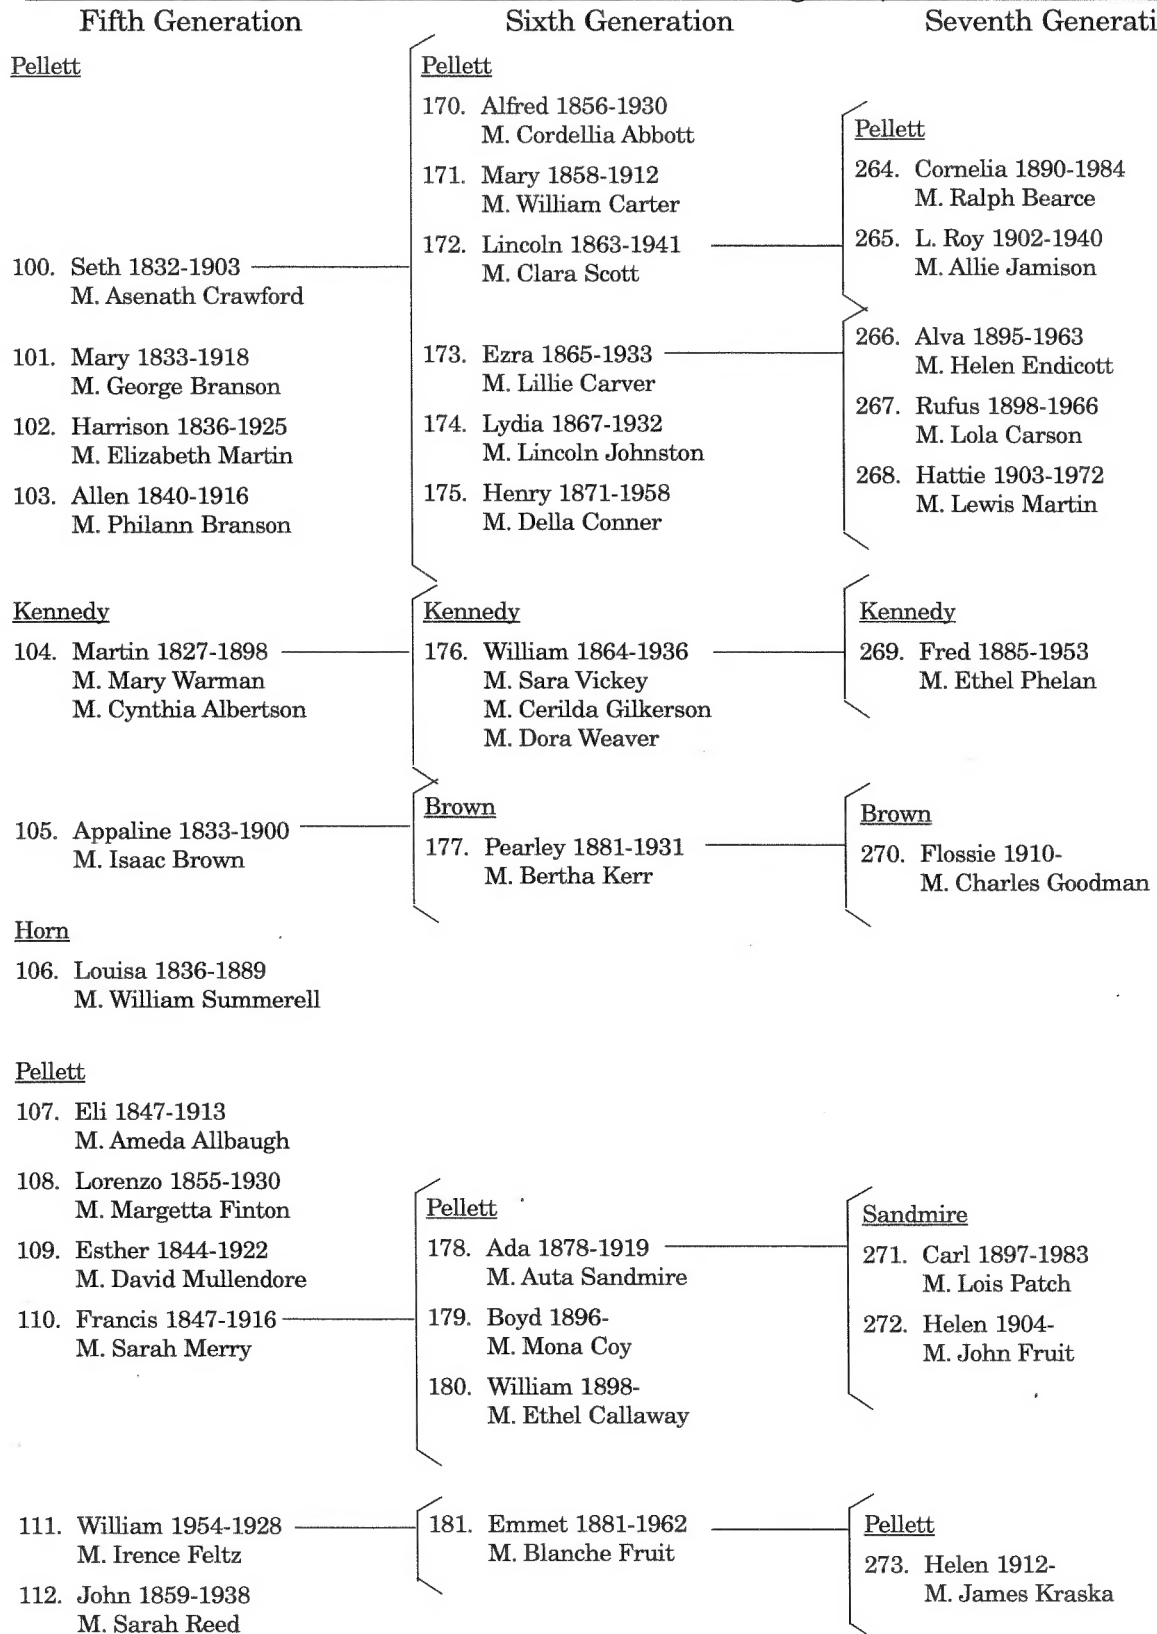 Fifth Generation
Pellett
100. Seth 1832-1903
M. Asenath Crawford
101. Mary 1833-1918
M. George Branson
102. Harrison 1836-1925
M. Elizabeth Martin
103. Allen 1840-1916
M. Philann Branson
Kennedy
104. Martin 1827-1898
M. Mary Warman
M. Cynthia Albertson
105. Appaline 1833-1900
M. Isaac Brown
Horn
106. Louisa 1836-1889
M. William Summerell
Pellett
107. Eli 1847-1913
M. Ameda Allbaugh
108. Lorenzo 1855-1930
M. Margetta Finton
109. Esther 1844-1922
M. David Mullendore
110. Francis 1847-1916
M. Sarah Merry
111. William 1954-1928
M. Irence Feltz
112. John 1859-1938
M. Sarah Reed
Sixth Generation
Pellett
170. Alfred 1856-1930
M. Cordellia Abbott
171. Mary 1858-1912
M. William Carter
172. Lincoln 1863-1941
M. Clara Scott
173. Ezra 1865-1933
M. Lillie Carver
174. Lydia 1867-1932
M. Lincoln Johnston
175. Henry 1871-1958
M. Della Conner
Kennedy
176. William 1864-1936
M. Sara Vickey
M. Cerilda Gilkerson
M. Dora Weaver
Brown
177. Pearley 1881-1931
M. Bertha Kerr
Pellett
178. Ada 1878-1919
M. Auta Sandmire
179. Boyd 1896-
M. Mona Coy
180. William 1898-
M. Ethel Callaway
181. Emmet 1881-1962
M. Blanche Fruit
Seventh Generati
Pellett
264. Cornelia 1890-1984
M. Ralph Bearce
265. L. Roy 1902-1940
M. Allie Jamison
266. Alva 1895-1963
M. Helen Endicott
267. Rufus 1898-1966
M. Lola Carson
268. Hattie 1903-1972
M. Lewis Martin
Kennedy
269. Fred 1885-1953
M. Ethel Phelan
Brown
270. Flossie 1910-
M. Charles Goodman
Sandmire
271. Carl 1897-1983
M. Lois Patch
272. Helen 1904-
M. John Fruit
Pellett
273. Helen 1912-
M. James Kraska